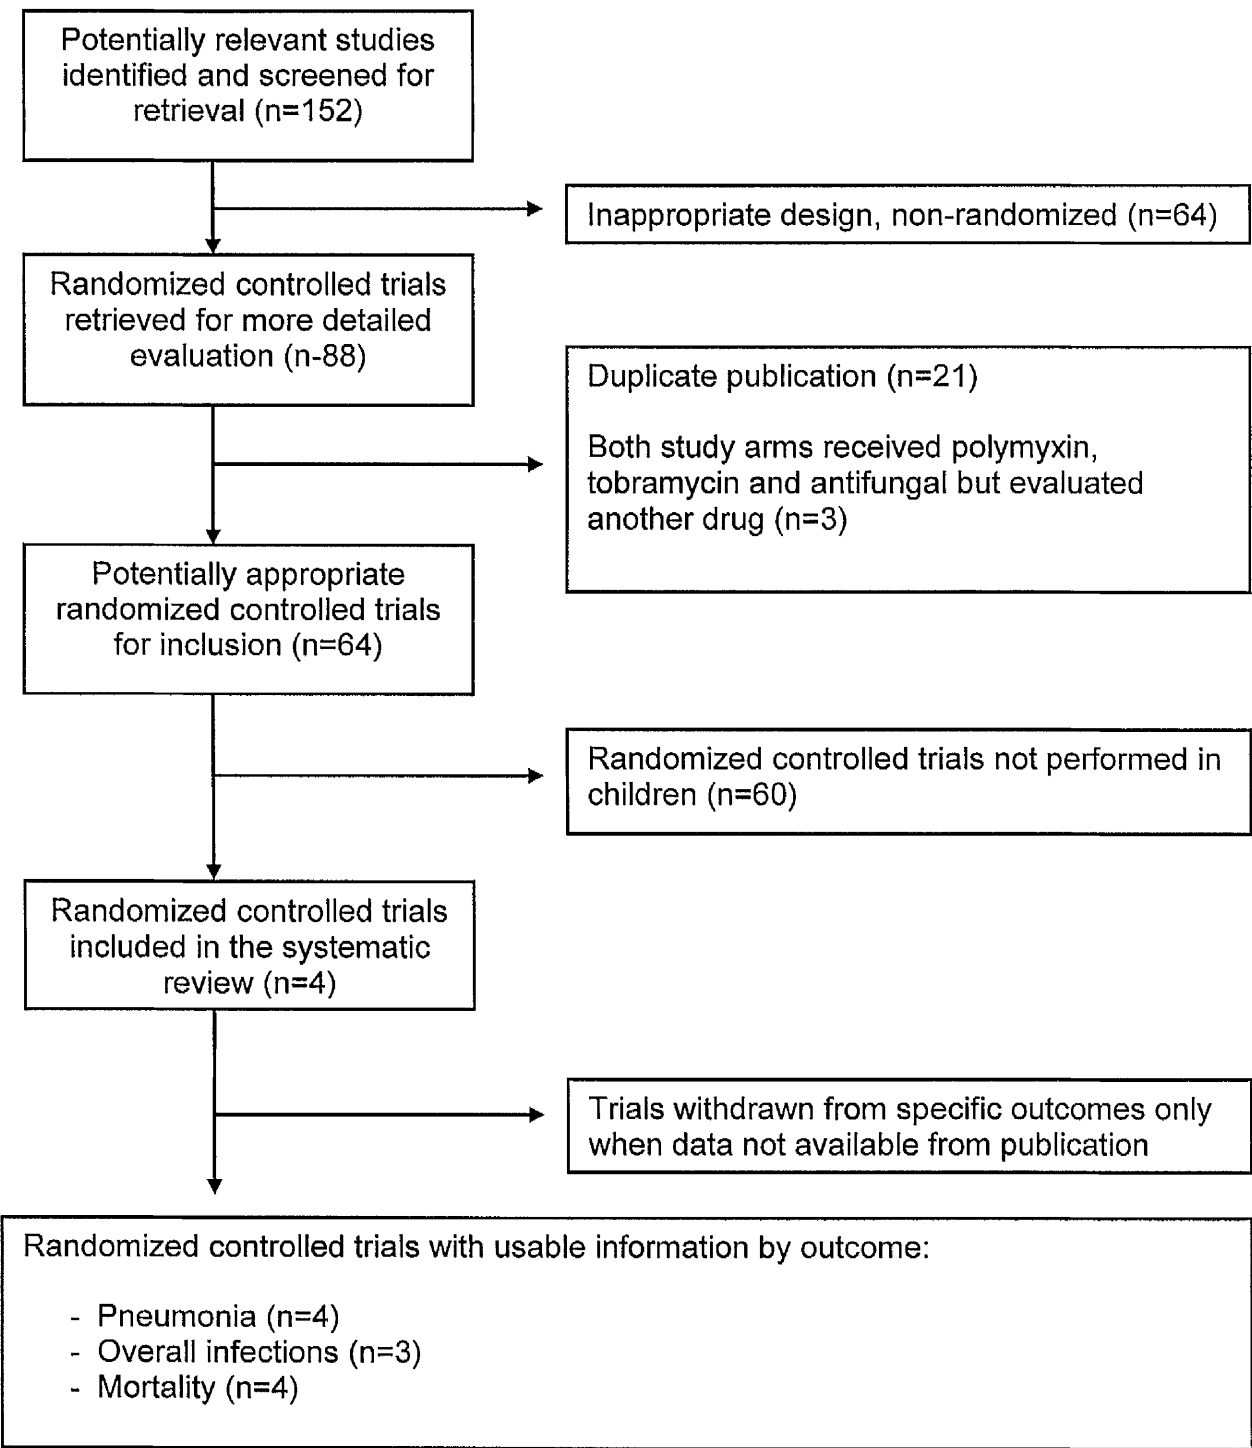 Potentially relevant studies
identified and screened for
retrieval (n=152)
Inappropriate design, non-randomized (n=64)
Randomized controlled trials
retrieved for more detailed
evaluation (n-88)
Duplicate publication (n=21)
Both study arms received polymyxin,
tobramycin and antifungal but evaluated
another drug (n=3)
Potentially appropriate
randomized controlled trials
for inclusion (n=64)
Randomized controlled trials not performed in
children (n=60)
Randomized controlled trials
included in the systematic
review (n=4)
Trials withdrawn from specific outcomes only
when data not available from publication
Randomized controlled trials with usable information by outcome:
- Pneumonia (n=4)
- Overall infections (n=3)
- Mortality (n=4)